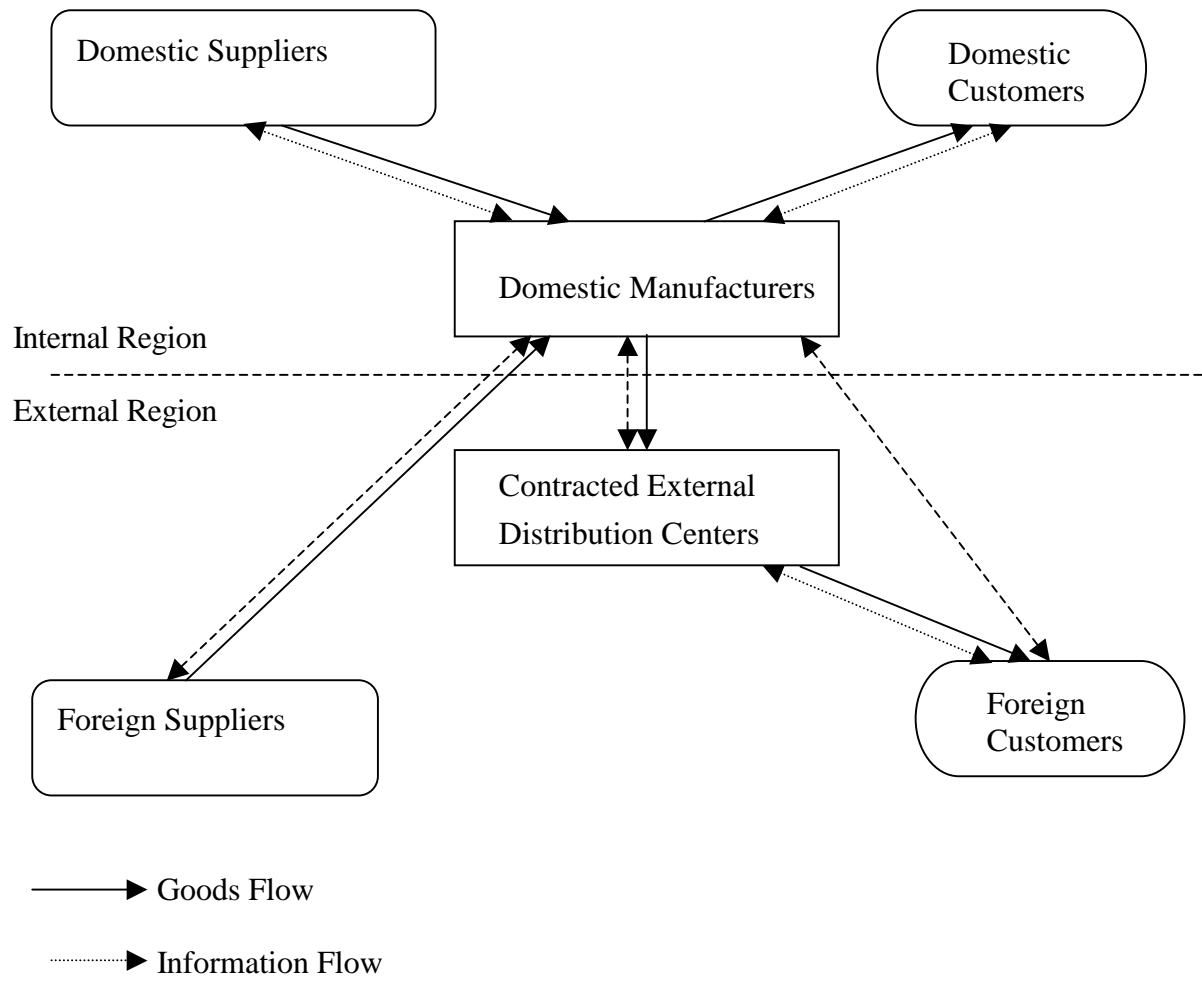 Domestic Suppliers
Domestic
Customers
Domestic Manufacturers
Internal Region
External Region
Contracted External
Distribution Centers
Foreign Suppliers
Foreign
Customers
Goods Flow
Information Flow